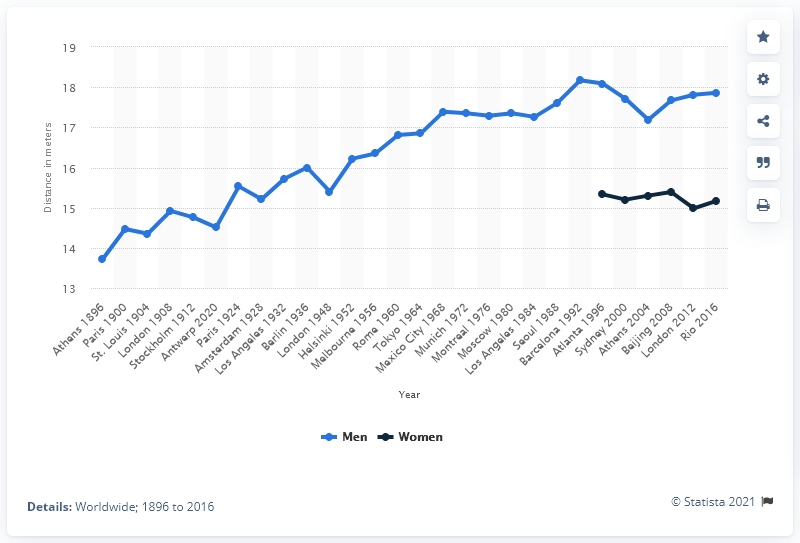 19
18
17
16
15
14
13
Distance in meters
Athens 1896
Paris 1900
St. Louis 1904
London 1908
Stockholm 1912
Antwerp 2020
Paris 1924
Amsterdam 1928
Los Angeles 1932
Berlin 1936
London 1948
Helsinki 1952
Melbourne 1956
Rome 1960
Tokyo 1964
Mexico City 1968
Munich 1972
Montreal 1976
Moscow 1980
Los Angeles 1984
Seoul 1988
Barcelona 1992
Atlanta 1996
Sydney 2000
Athens 2004
Beijing 2008
London 2012
Rio 2016
Year
Men Women
Details: Worldwide; 1896 to 2016
© Statista 2021